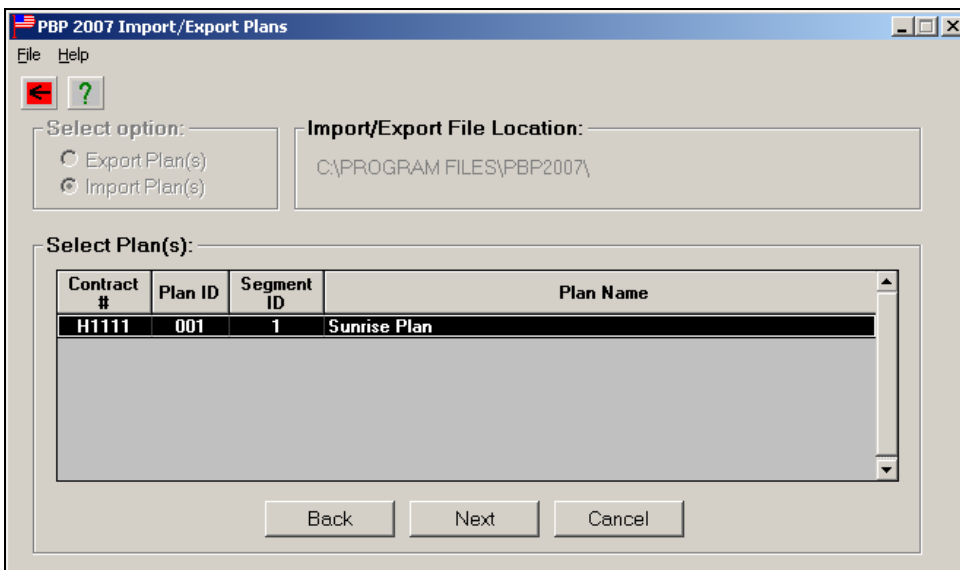 PBP 2007 Import/Export Plans
File Help
?
Select option:
Export Plan(s)
Import Plan(s)
Import/Export File Location:
C:\PROGRAM FILES\PBP2007\
Select Plan(s):
Contract # Plan ID Segment ID Plan Name
H1111 001 1 Sunrise Plan
Back Next Cancel